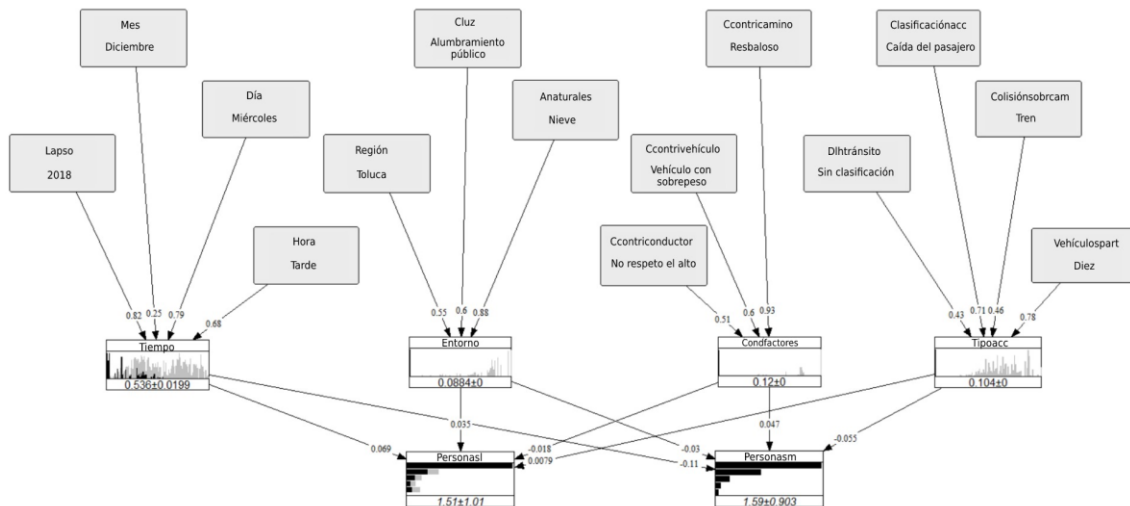 Mes
Diciembre
Cluz
Alumbramiento
público
Ccontricamino
Resbaloso
Clasificaciónacc
Caída del pasajero
Día
Miércoles
Anaturales
Nieve
Colisiónsobrcam
Tren
Lapso
2018
Región
Toluca
Ccontrivehículo
Vehículo con
sobrepeso
Dlhtránsito
Sin clasificación
Hora
Tarde
Ccontriconductor
No respeto el alto
Vehículospart
Diez
0.82
0.25
0.79
0.68
0.55
0.6
0.88
0.51
0.6
0.93
0.43
0.71
0.46
0.78
Tiempo
Entorno
Condfactores
Tipoacc
0.536±0.0199
0.0884±0
0.12±0
0.104±0
0.069
0.035
-0.018
0.0079
-0.03
0.047
-0.11
-0.055
Personasl
Personasm
1.51±1.01
1.59±0.903